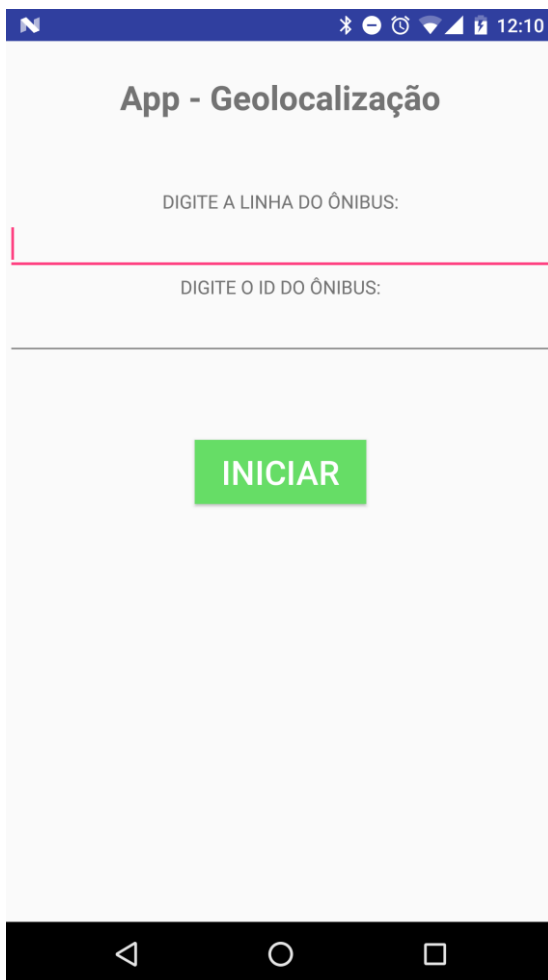 12:10
App - Geolocalização
DIGITE A LINHA DO ÔNIBUS:
DIGITE O ID DO ÔNIBUS:
INICIAR